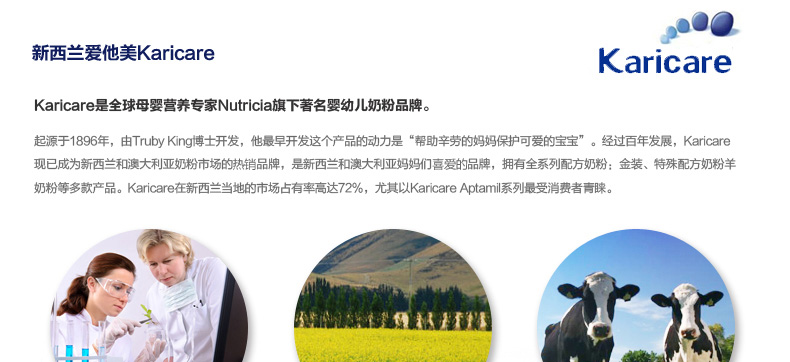 新西兰爱他美Karicare
Karicare
Karicare是全球母婴营养专家Nutricia旗下著名婴幼儿奶粉品牌。
起源于1896年，由Truby King博士开发，他最早开发这个产品的动力是“帮助辛劳的妈妈保护可爱的宝宝”。经过百年发展，Karicare
现已成为新西兰和澳大利亚奶粉市场的热销品牌，是新西兰和澳大利亚妈妈们喜爱的品牌，拥有全系列配方奶粉；金装、特殊配方奶粉羊
奶粉等多款产品。Karicare在新西兰当地的市场占有率高达72%，尤其以Karicare Aptamil系列最受消费者青睐。